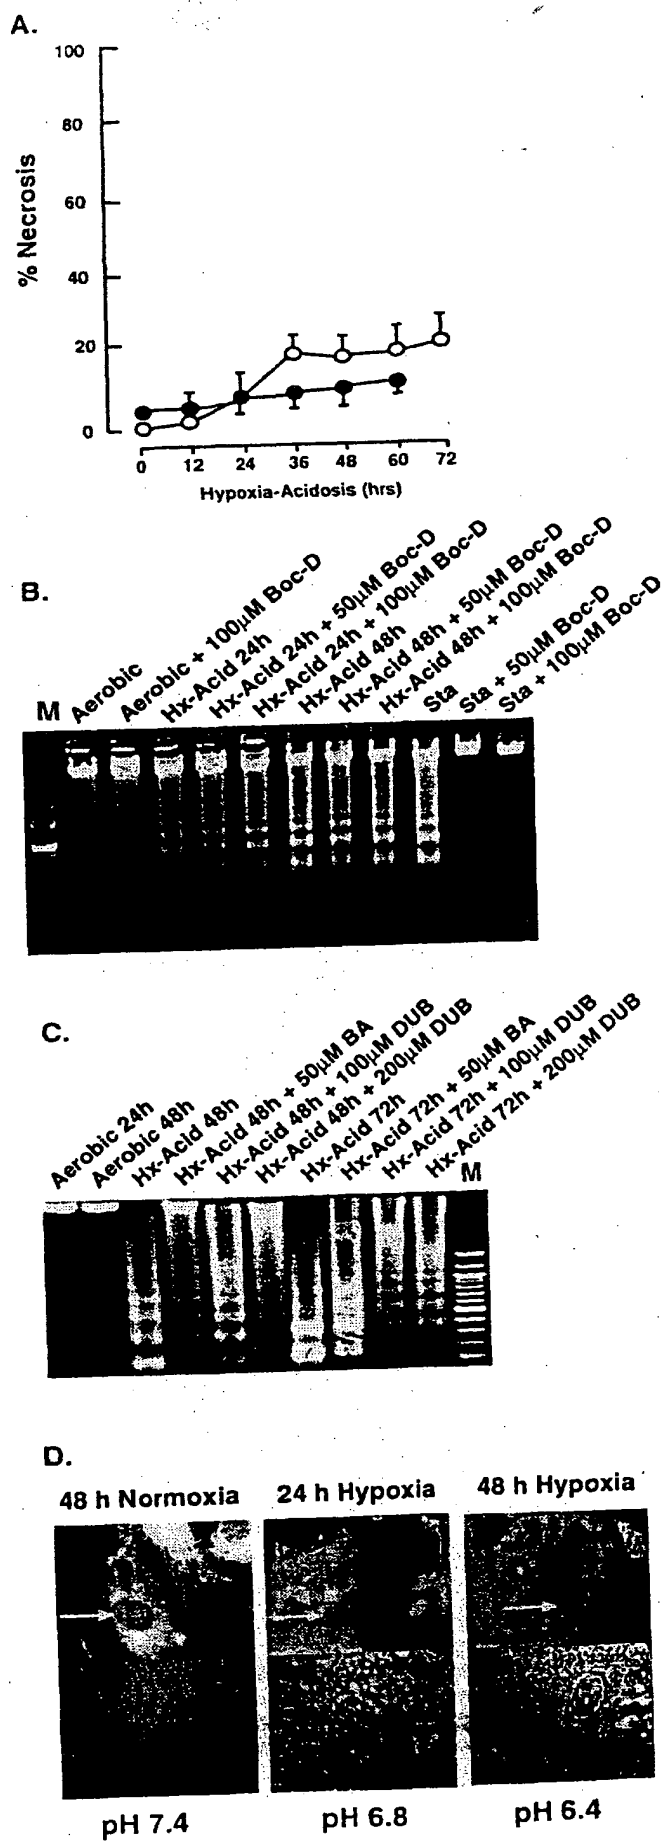 A.
100
80
60
40
20
0
% Necrosis
0 12 24 36 48 60 72
Hypoxia-Acidosis (hrs)
B.
M
Aerobic
Aerobic + 100µM Boc-D
Hx-Acid 24h
Hx-Acid 24h + 50µM Boc-D
Hx-Acid 24h + 100µM Boc-D
Hx-Acid 48h
Hx-Acid 48h + 50µM Boc-D
Hx-Acid 48h + 100µM Boc-D
Sta
Sta + 50µM Boc-D
Sta + 100µM Boc-D
C.
Aerobic 24h
Aerobic 48h
Hx-Acid 48h
Hx-Acid 48h + 50µM BA
Hx-Acid 48h + 100µM DUB
Hx-Acid 48h + 200µM DUB
Hx-Acid 72h
Hx-Acid 72h + 50µM BA
Hx-Acid 72h + 100µM DUB
Hx-Acid 72h + 200µM DUB
M
D.
48 h Normoxia 24 h Hypoxia 48 h Hypoxia
pH 7.4 pH 6.8 pH 6.4